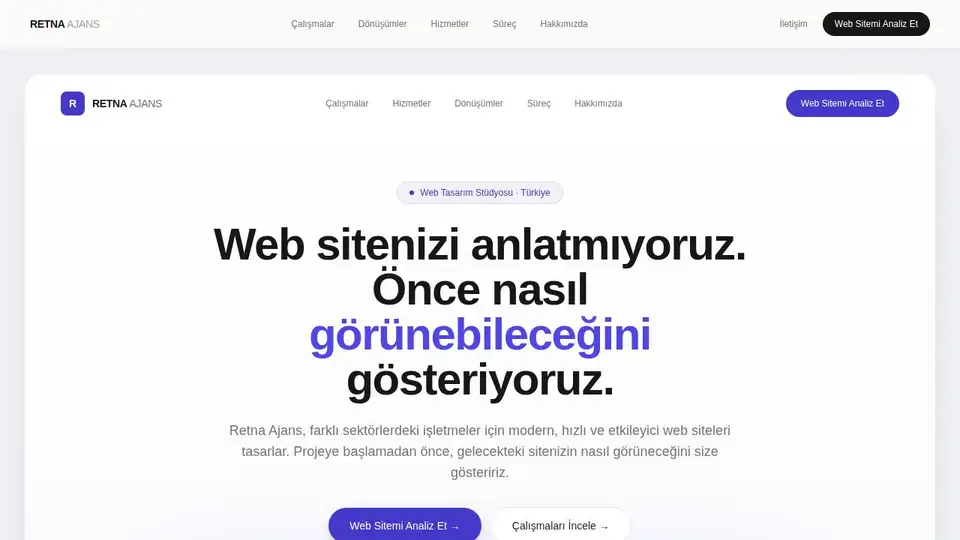 RETNA AJANS
Çalışmalar
Dönüşümler
Hizmetler
Süreç
Hakkımızda
İletişim
Web Sitemi Analiz Et
R
RETNA AJANS
Çalışmalar
Hizmetler
Dönüşümler
Süreç
Hakkımızda
Web Sitemi Analiz Et
Web Tasarım Stüdyosu · Türkiye
Web sitenizi anlatmıyoruz.
Önce nasıl
görünebileceğini
gösteriyoruz.
Retna Ajans, farklı sektörlerdeki işletmeler için modern, hızlı ve etkileyici web siteleri
tasarlar. Projeye başlamadan önce, gelecekteki sitenizin nasıl görüneceğini size
gösteririz.
Web Sitemi Analiz Et →
Çalışmaları İncele →